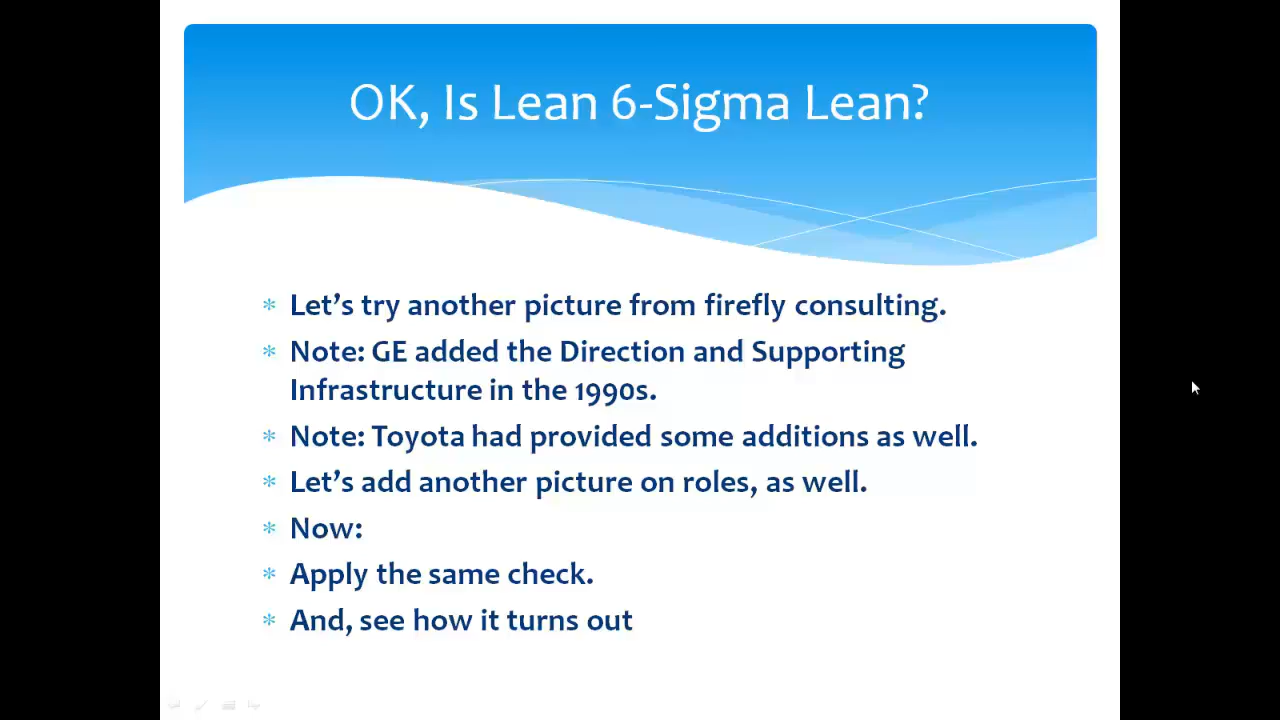 OK, Is Lean 6-Sigma Lean?
* Let’s try another picture from firefly consulting.
* Note: GE added the Direction and Supporting
Infrastructure in the 1990s.
* Note: Toyota had provided some additions as well.
* Let’s add another picture on roles, as well.
* Now:
* Apply the same check.
* And, see how it turns out